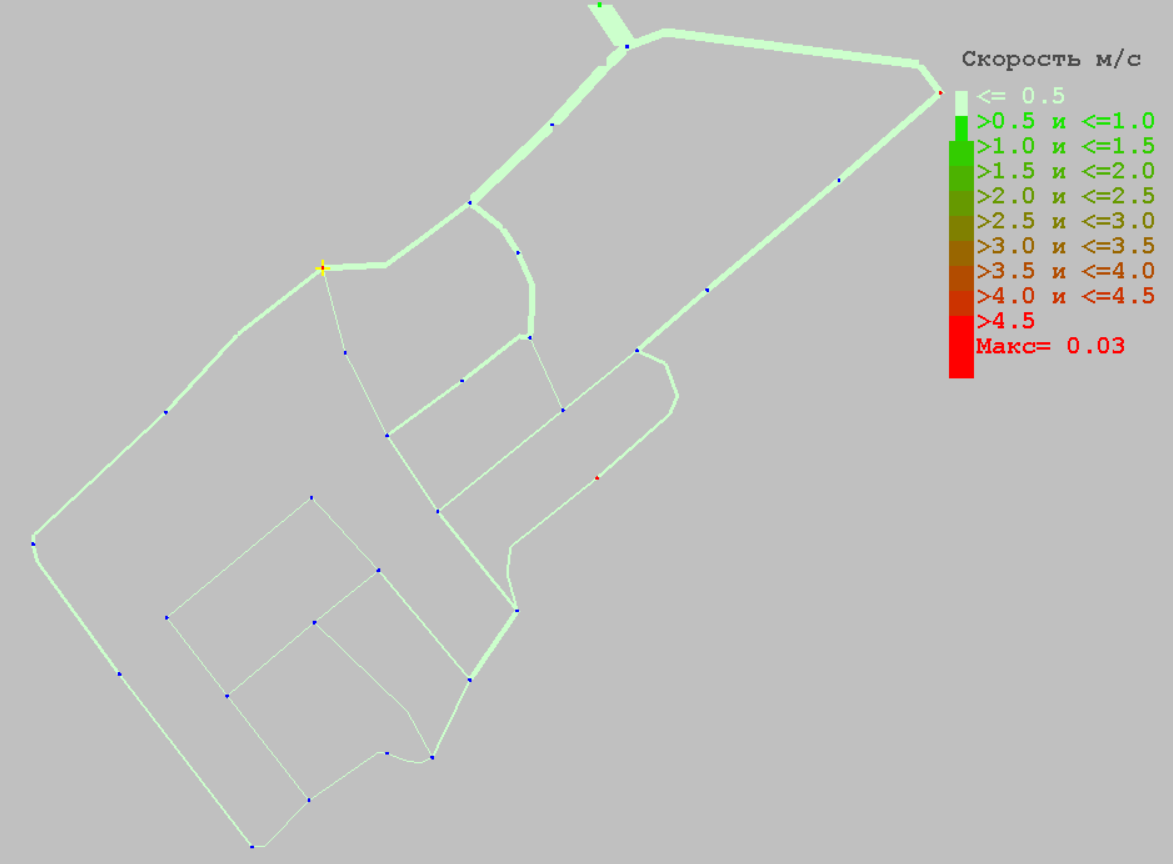 Скорость м/с
<= 0.5
>0.5 и <=1.0
>1.0 и <=1.5
>1.5 и <=2.0
>2.0 и <=2.5
>2.5 и <=3.0
>3.0 и <=3.5
>3.5 и <=4.0
>4.0 и <=4.5
>4.5
Макс= 0.03